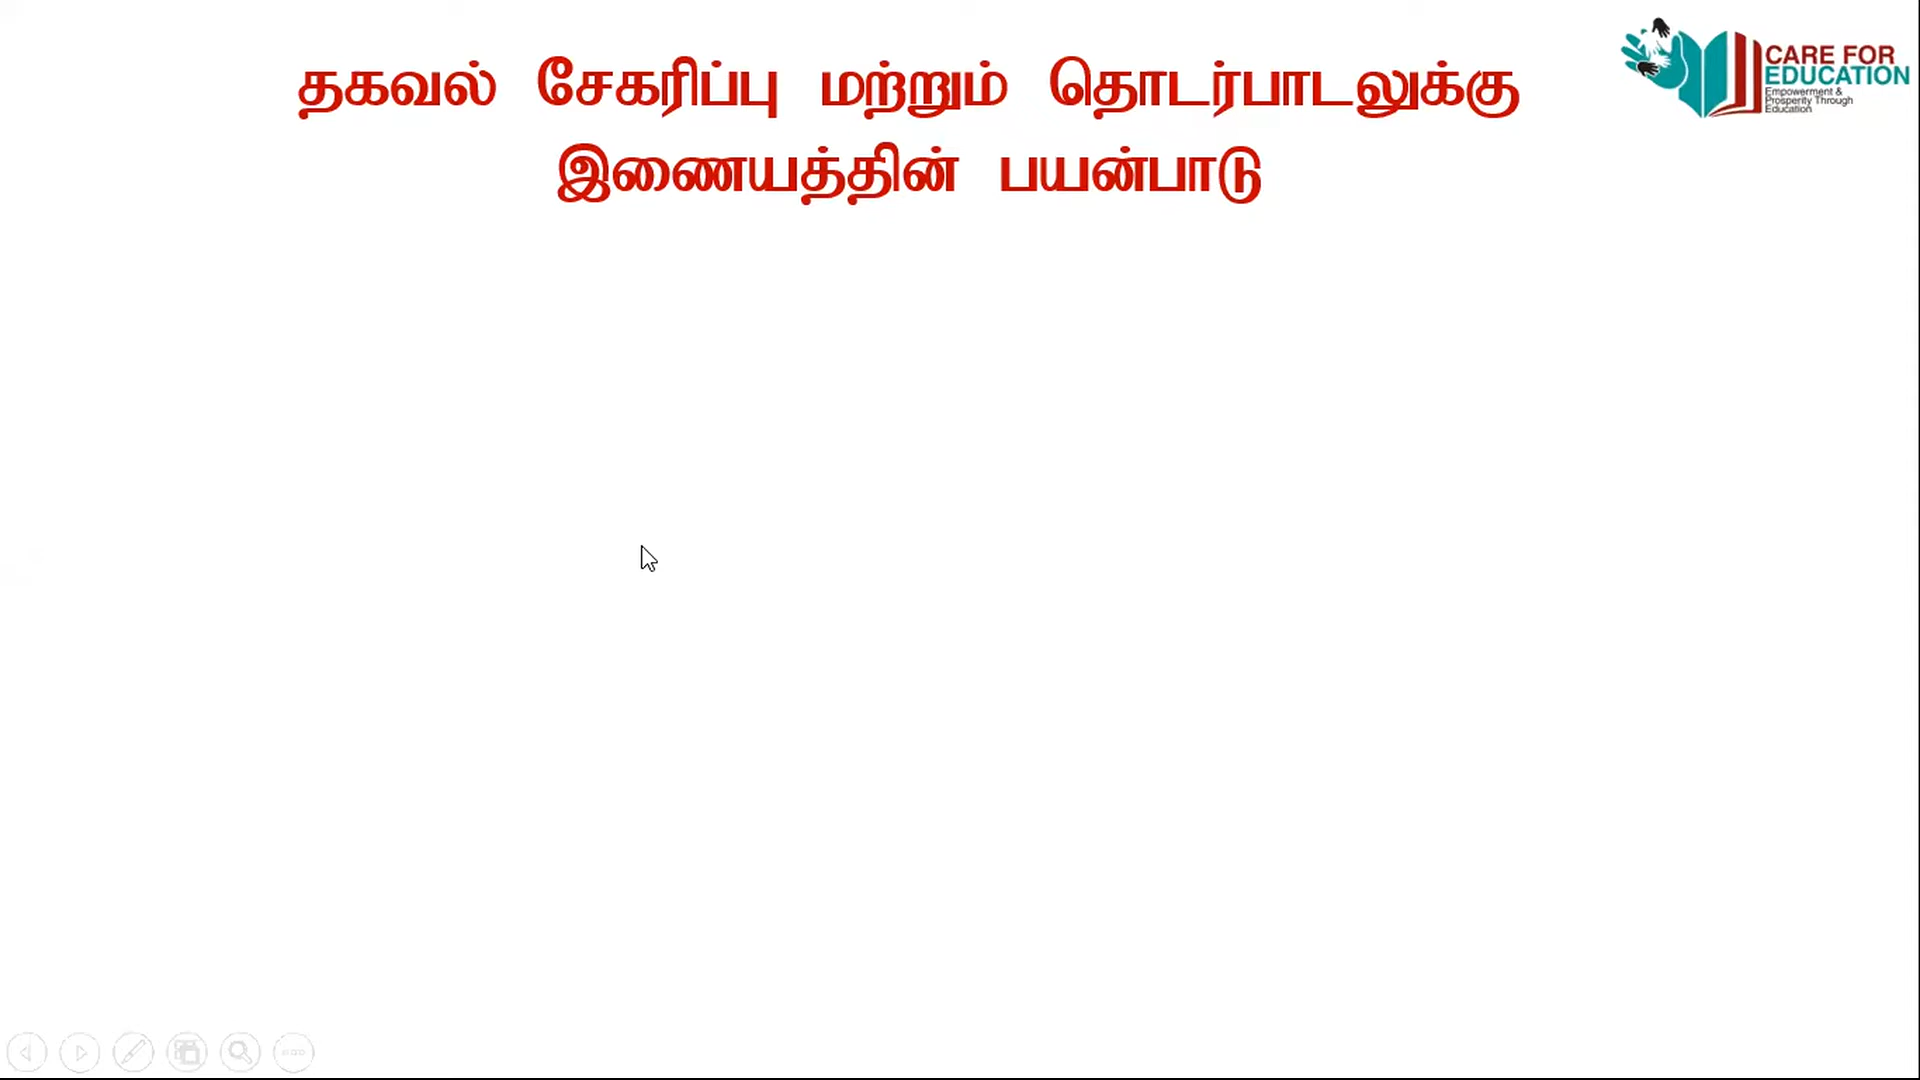 தகவல் சேகரிப்பு மற்றும் தொடர்பாடலுக்கு
இணையத்தின் பயன்பாடு
CARE FOR
EDUCATION
Empowerment &
Prosperity Through
Education